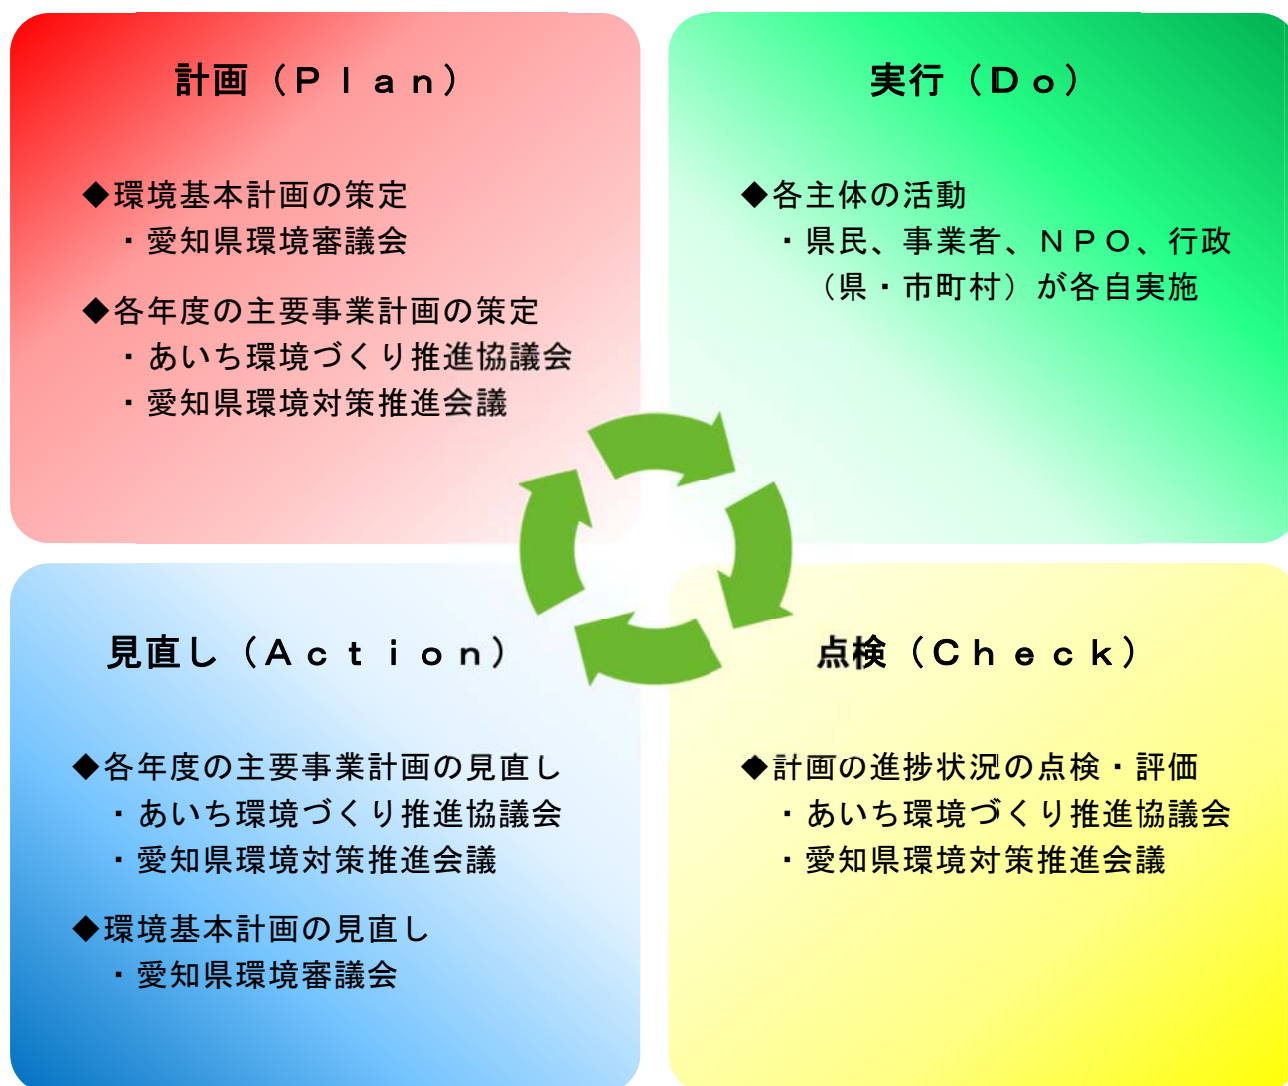 計画（Ｐｌａｎ）
◆環境基本計画の策定
・愛知県環境審議会
◆各年度の主要事業計画の策定
・あいち環境づくり推進協議会
・愛知県環境対策推進会議
実行（Ｄｏ）
◆各主体の活動
・県民、事業者、ＮＰＯ、行政
（県・市町村）が各自実施
見直し（Ａｃｔｉｏｎ）
◆各年度の主要事業計画の見直し
・あいち環境づくり推進協議会
・愛知県環境対策推進会議
◆環境基本計画の見直し
・愛知県環境審議会
点検（Ｃｈｅｃｋ）
◆計画の進捗状況の点検・評価
・あいち環境づくり推進協議会
・愛知県環境対策推進会議